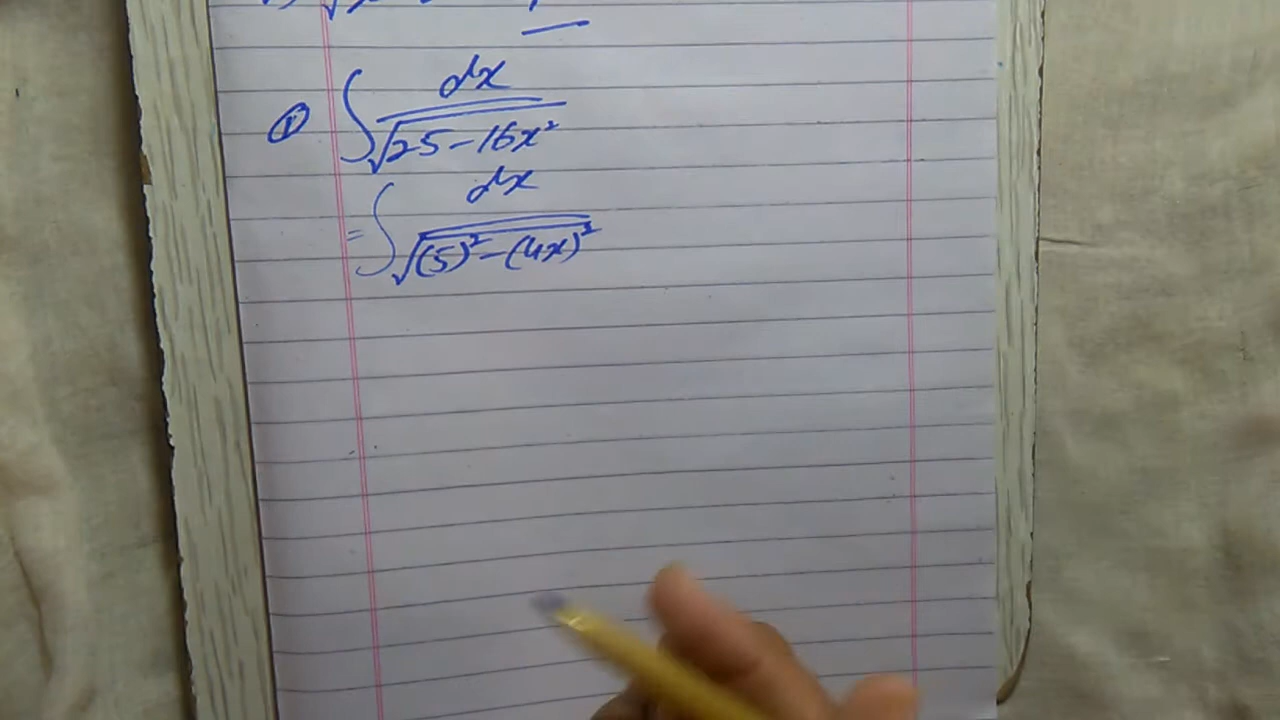 ① ∫ dx / √25 - 16x²
= ∫ dx / √(5)² - (4x)²